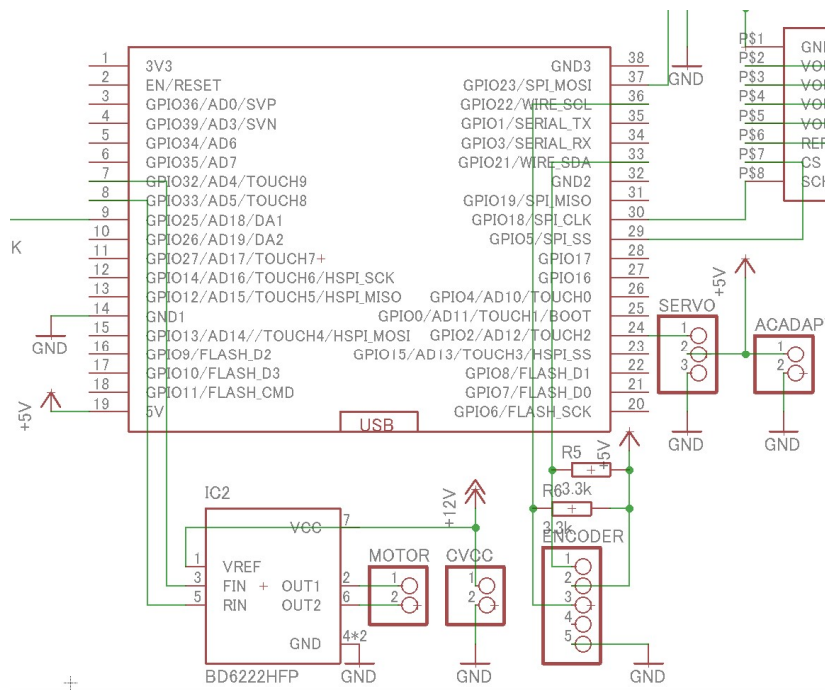 1 3V3 GND3 38
2 EN/RESET GPIO23/SPI_MOSI 37
3 GPIO36/AD0/SVP GPIO22/WIRE_SCL 36
4 GPIO39/AD3/SVN GPIO1/SERIAL_TX 35
5 GPIO34/AD6 GPIO3/SERIAL_RX 34
6 GPIO35/AD7 GPIO21/WIRE_SDA 33
7 GPIO32/AD4/TOUCH9 GND2 32
8 GPIO33/AD5/TOUCH8 GPIO19/SPI_MISO 31
9 GPIO25/AD18/DA1 GPIO18/SPI_CLK 30
10 GPIO26/AD19/DA2 GPIO5/SPI_SS 29
11 GPIO27/AD17/TOUCH7 GPIO17 28
12 GPIO14/AD16/TOUCH6/HSPI_SCK GPIO16 27
13 GPIO12/AD15/TOUCH5/HSPI_MISO GPIO4/AD10/TOUCH0 26
14 GND1 GPIO0/AD11/TOUCH1/BOOT 25
15 GPIO13/AD14//TOUCH4/HSPI_MOSI GPIO2/AD12/TOUCH2 24
16 GPIO9/FLASH_D2 GPIO15/AD13/TOUCH3/HSPI_SS 23
17 GPIO10/FLASH_D3 GPIO8/FLASH_D1 22
18 GPIO11/FLASH_CMD GPIO7/FLASH_D0 21
19 5V GPIO6/FLASH_SCK 20
USB
K
GND
+5V
GND
P$1 GN
P$2 VO
P$3 VO
P$4 VO
P$5 VO
P$6 REF
P$7 CS
P$8 SC
+5V
SERVO
1
2
3
GND
ACADAP
1
2
GND
IC2
VCC 7
1 VREF
3 FIN OUT1 2
5 RIN OUT2 6
GND 4*2
BD6222HFP
GND
MOTOR
1
2
+12V
CVCC
1
2
GND
+5V
R5
3.3k
R6
3.3k
ENCODER
1
2
3
4
5
GND